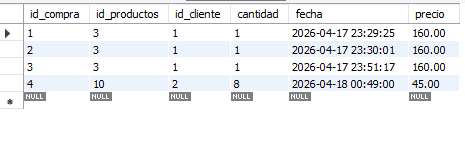 id_compra id_productos id_cliente cantidad fecha precio
1 3 1 1 2026-04-17 23:29:25 160.00
2 3 1 1 2026-04-17 23:30:01 160.00
3 3 1 1 2026-04-17 23:51:17 160.00
4 10 2 8 2026-04-18 00:49:00 45.00
NULL NULL NULL NULL NULL NULL